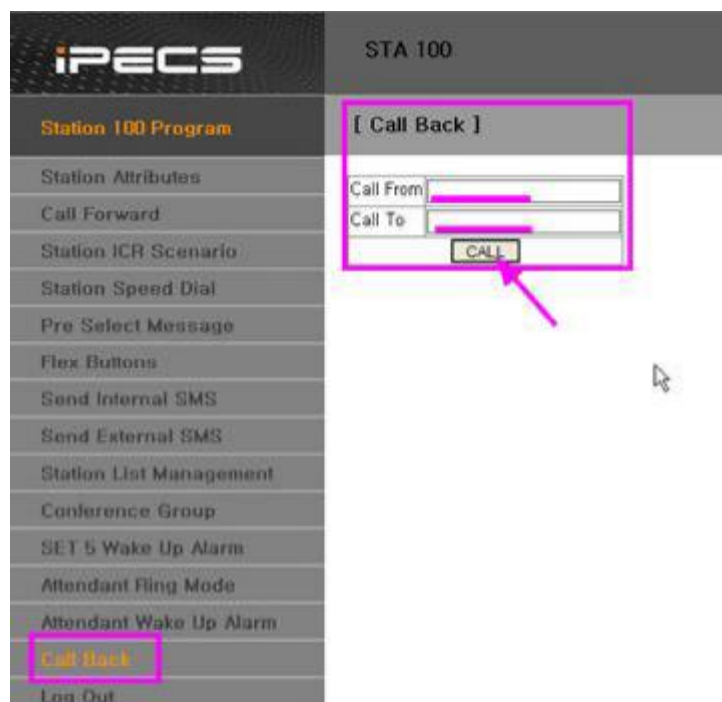 iPECS
STA 100
Station 100 Program
[ Call Back ]
Station Attributes
Call Forward
Station ICR Scenario
Station Speed Dial
Pre Select Message
Flex Buttons
Send Internal SMS
Send External SMS
Station List Management
Conference Group
SET 5 Wake Up Alarm
Attendant Ring Mode
Attendant Wake Up Alarm
Call Back
Log Out
Call From
Call To
CALL